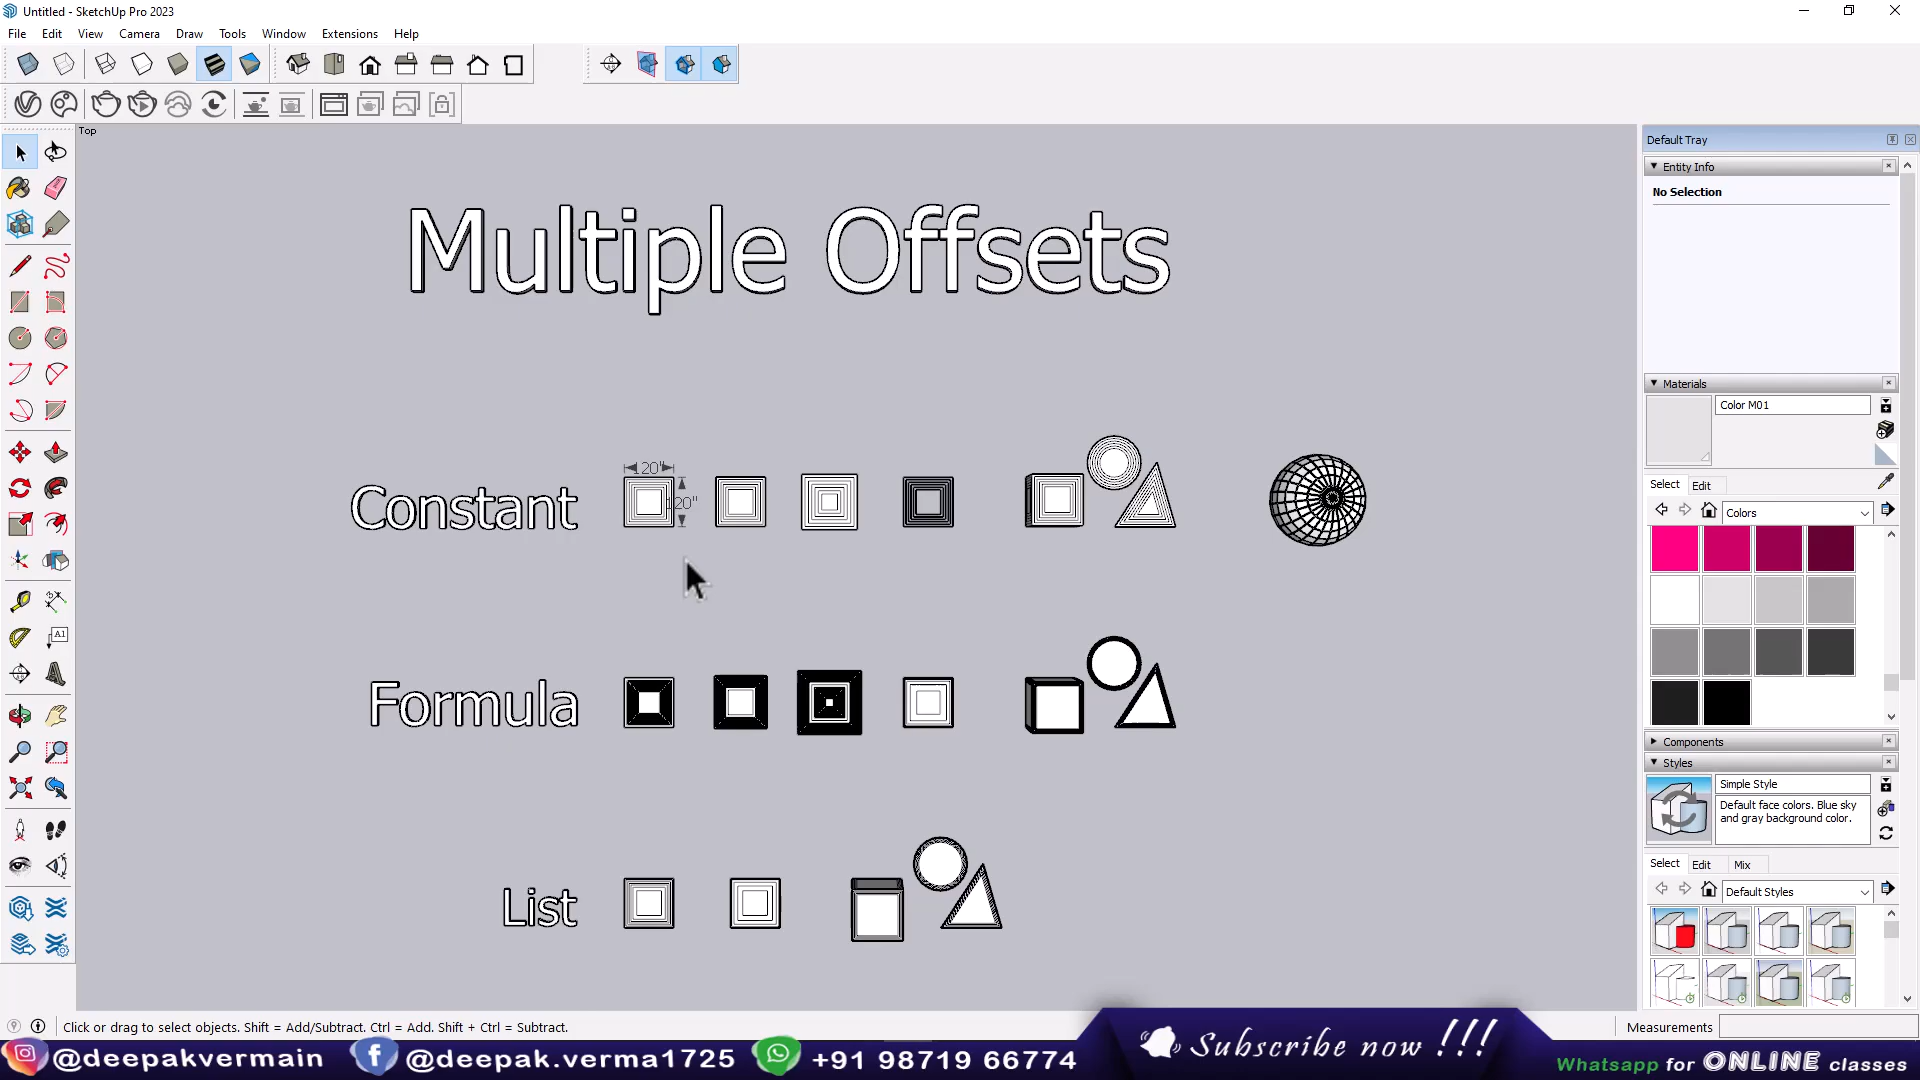 Untitled - SketchUp Pro 2023
File Edit View Camera Draw Tools Window Extensions Help
Top
Default Tray
Entity Info
No Selection
Multiple Offsets
Materials
Color M01
Select Edit
Colors
Constant
120"
120"
A1
Formula
Components
Styles
Simple Style
Default face colors. Blue sky
and gray background color.
Select Edit Mix
Default Styles
List
Click or drag to select objects. Shift = Add/Subtract. Ctrl = Add. Shift + Ctrl = Subtract.
Measurements
@deepakvermain @deepak.verma1725 +91 98719 66774
Subscribe now !!!
Whatsapp for ONLINE classes